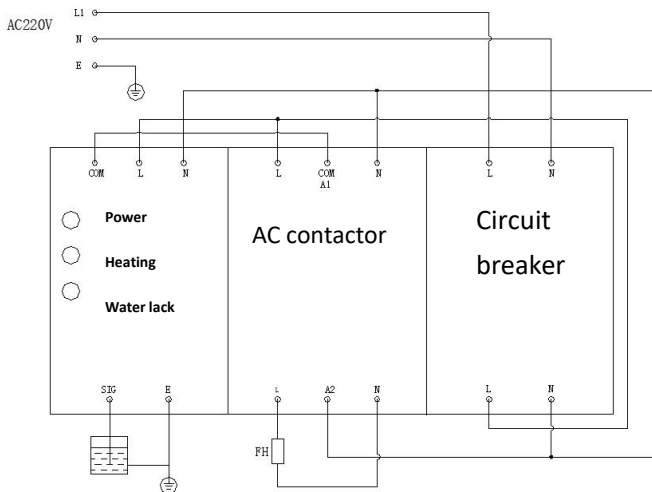 L1
AC220V
N
E
COM L N L COM N L N
A1
Power
Heating
Water lack
AC contactor
Circuit
breaker
SIG E L A2 N L N
FH